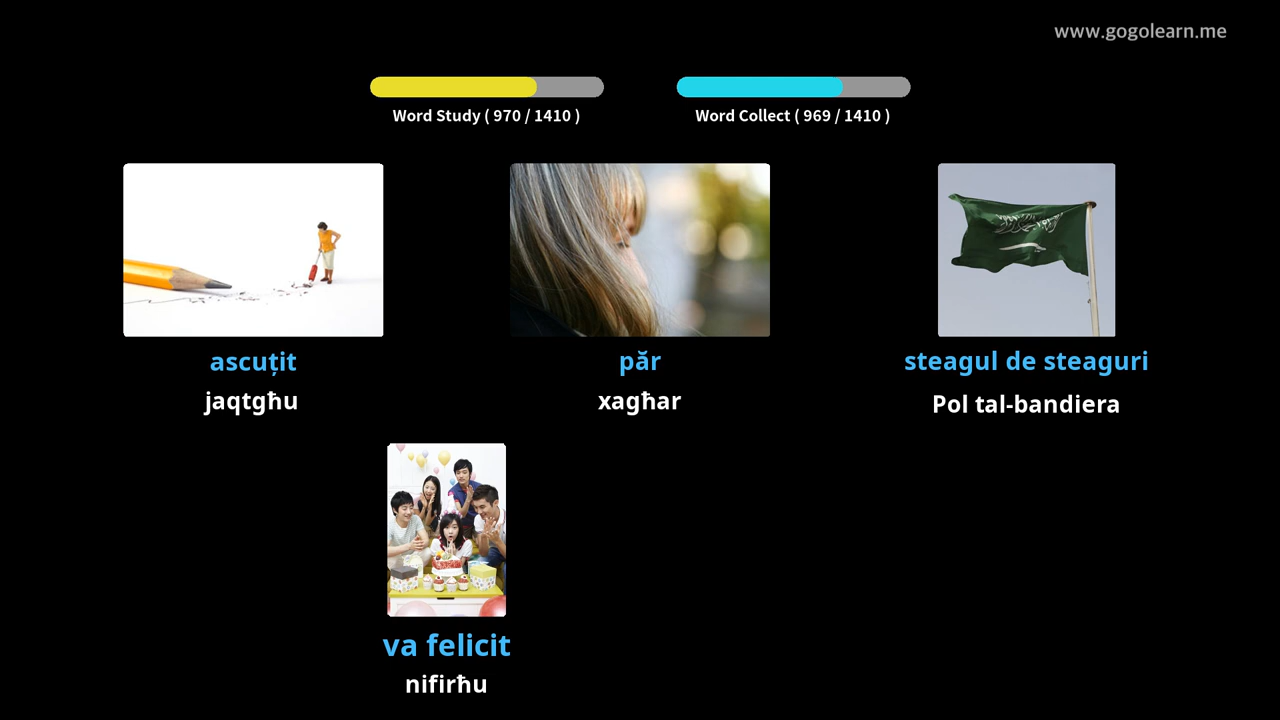 www.gogolearn.me
Word Study ( 970 / 1410 )
Word Collect ( 969 / 1410 )
ascuțit
jaqtgħu
păr
xagħar
steagul de steaguri
Pol tal-bandiera
va felicit
nifirħu